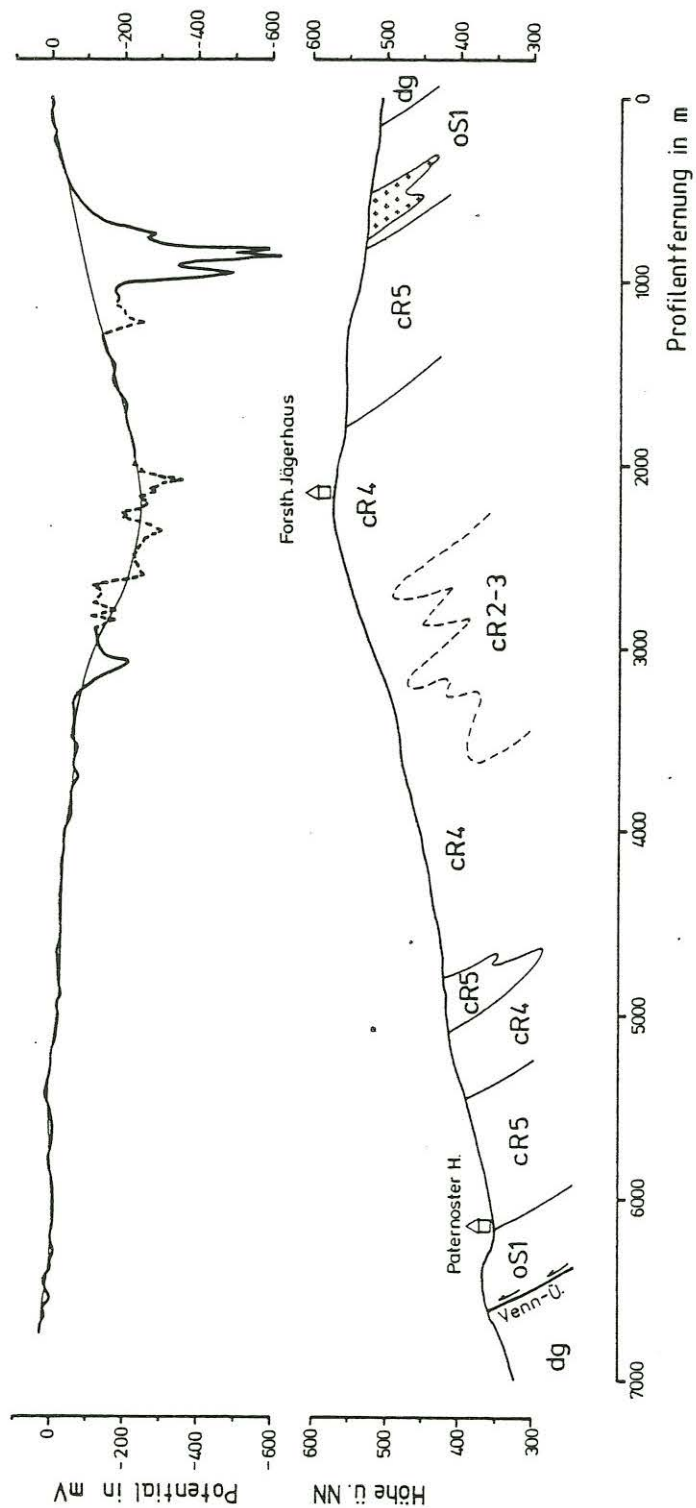 0
-200
-400
-600
600
500
400
300
dg
oS1
cR5
Forsth. Jägerhaus
cR4
cR2-3
cR4
cR5
cR4
cR5
Paternoster H.
oS1
Venn-Ü.
dg
0
-200
-400
-600
Potential in mV
600
500
400
300
Höhe ü. NN
7000
6000
5000
4000
3000
2000
1000
0
Profilentfernung in m